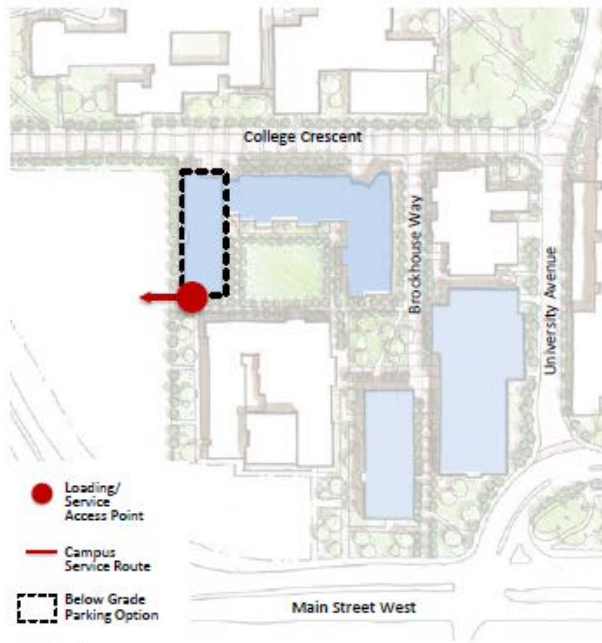 College Crescent
Brockhouse Way
University Avenue
Loading/
Service
Access Point
Campus
Service Route
Below Grade
Parking Option
Main Street West